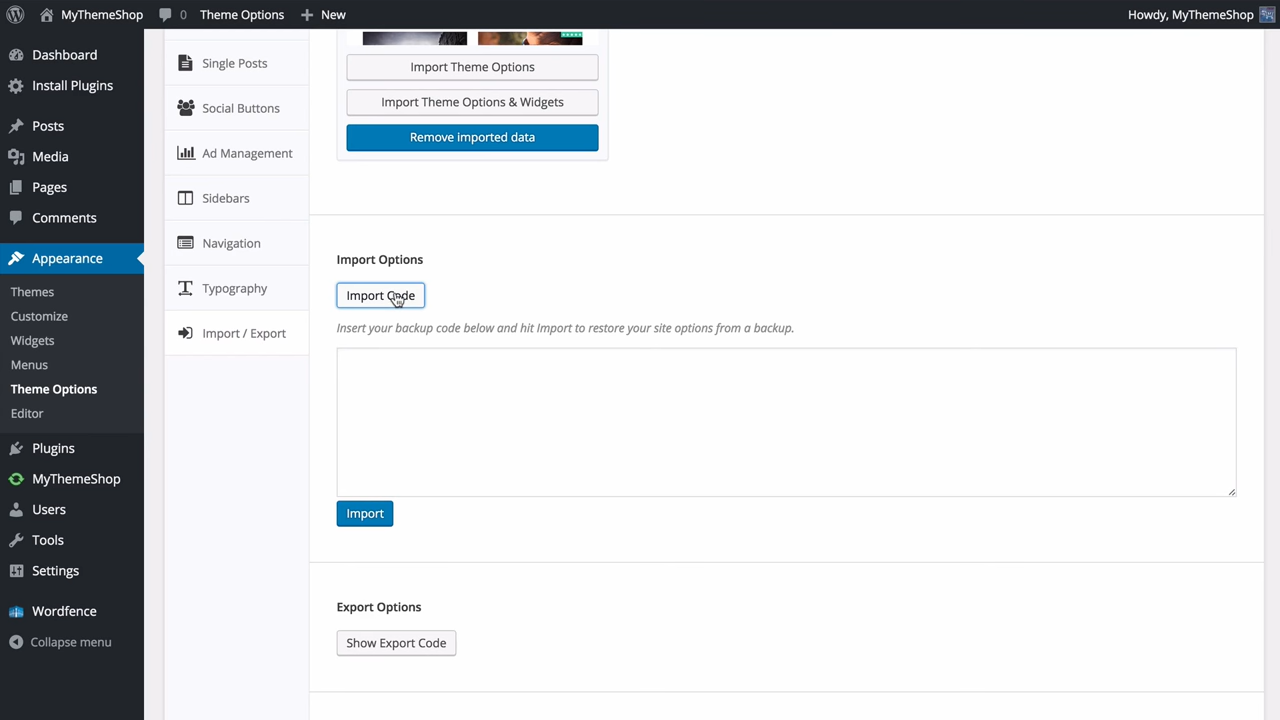 MyThemeShop
0
Theme Options
New
Howdy, MyThemeShop
Dashboard
Install Plugins
Posts
Media
Pages
Comments
Appearance
Themes
Customize
Widgets
Menus
Theme Options
Editor
Plugins
MyThemeShop
Users
Tools
Settings
Wordfence
Collapse menu
Single Posts
Social Buttons
Ad Management
Sidebars
Navigation
Typography
Import / Export
Import Theme Options
Import Theme Options & Widgets
Remove imported data
Import Options
Import Code
Insert your backup code below and hit Import to restore your site options from a backup.
Import
Export Options
Show Export Code